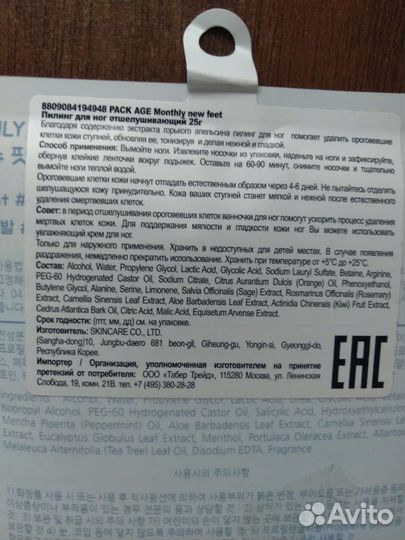 8809084194948 PACK AGE Monthly new feet
Пилинг для ног отшелушивающий 25г
Благодаря содержанию экстракта горького апельсина пилинг для ног помогает удалить ороговевшие
клетки кожи ступней, обновляя ее, тонизируя и делая нежной и гладкой.
Способ применения: Вымойте ноги. Извлеките носочки из упаковки, наденьте на ноги и зафиксируйте,
обернув клейкие ленточки вокруг лодыжек. Оставьте на 60-90 минут, снимите носочки и тщательно
вымойте ноги теплой водой.
Ороговевшие клетки начнут отпадать естественным образом через 4-6 дней. Не пытайтесь отделять
шелушающуюся кожу принудительно. Кожа ваших ступней станет мягкой и нежной после естественного
удаления омертвевших клеток.
Совет: в период отшелушивания ороговевших клеток ванночки для ног могут ускорить процесс удаления
мертвых клеток кожи. Для поддержания мягкости и гладкости кожи ног Вы можете использовать
увлажняющий крем для ног.
Только для наружного применения. Хранить в недоступных для детей местах. В случае появления
раздражения, немедленно прекратить использование. Хранить при температуре от +5°С до +25°С.
Состав: Alcohol, Water, Propylene Glycol, Lactic Acid, Glycolic Acid, Sodium Lauryl Sulfate, Betaine, Arginine,
PEG-60 Hydrogenated Castor Oil, Sodium Citrate, Citrus Aurantium Dulcis (Orange) Oil, Phenoxyethanol,
Butylene Glycol, Alanine, Serine, Limonene, Salvia Officinalis (Sage) Extract, Rosmarinus Officinalis (Rosemary)
Extract, Camellia Sinensis Leaf Extract, Aloe Barbadensis Leaf Extract, Actinidia Chinensis (Kiwi) Fruit Extract,
Cedrus Atlantica Bark Oil, Citric Acid, Malic Acid, Equisetum Arvense Extract.
Срок годности: (гггг, мм, дд) см. на упаковке.
Изготовитель: SKINCARE CO., LTD.
(Sangha-dong10), Jungbu-daero 681 beon-gil, Giheung-gu, Yongin-si, Gyeonggi-do,
Республика Корея.
Импортер / Организация, уполномоченная изготовителем на принятие
претензий от потребителя: ООО «Табер Трейд», 115280 Москва, ул. Ленинская
Слобода, 19, комн. 21В. тел. +7 (495) 380-28-28
EAC
Ingredients : Alcohol, Water, Propylene Glycol, Lactic
Isopropyl Alcohol, PEG-60 Hydrogenated Castor Oil, Salicylic Acid, Hydroxyethylcellulose
Mentha Piperita (Peppermint) Oil, Aloe Barbadensis Leaf Extract, Camellia Sinensis Leaf
Extract, Eucalyptus Globulus Leaf Extract, Menthol, Portulaca Oleracea Extract, Allantoin
Melaleuca Alternifolia (Tea Tree) Leaf Oil, Disodium EDTA, Fragrance
사용시의 주의사항
Avito